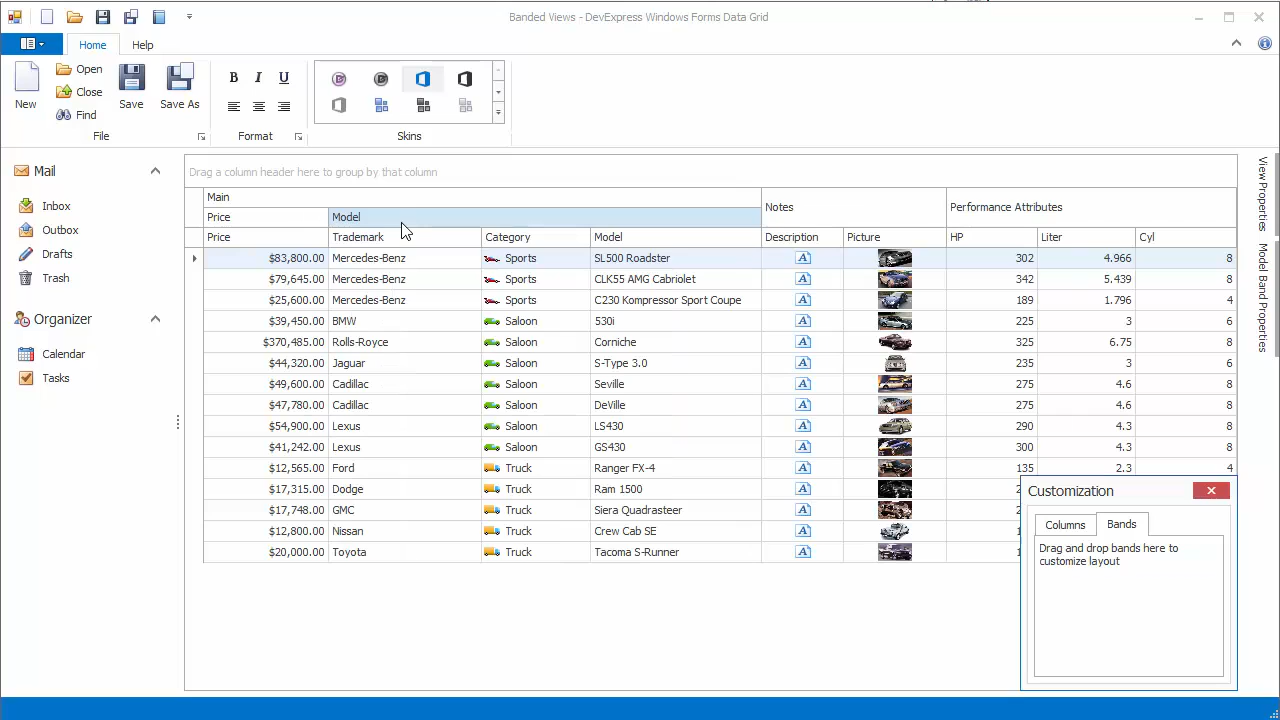 Banded Views - DevExpress Windows Forms Data Grid
Home Help
New
Open
Close
Find
Save
Save As
File
B I U
Format
Skins
Mail
Inbox
Outbox
Drafts
Trash
Organizer
Calendar
Tasks
Drag a column header here to group by that column
Main Notes Performance Attributes
Price Model
Price Trademark Category Model Description Picture HP Liter Cyl
$83,800.00 Mercedes-Benz Sports SL500 Roadster A 302 4.966 8
$79,645.00 Mercedes-Benz Sports CLK55 AMG Cabriolet A 342 5.439 8
$25,600.00 Mercedes-Benz Sports C230 Kompressor Sport Coupe A 189 1.796 4
$39,450.00 BMW Saloon 530i A 225 3 6
$370,485.00 Rolls-Royce Saloon Corniche A 325 6.75 8
$44,320.00 Jaguar Saloon S-Type 3.0 A 235 3 6
$49,600.00 Cadillac Saloon Seville A 275 4.6 8
$47,780.00 Cadillac Saloon DeVille A 275 4.6 8
$54,900.00 Lexus Saloon LS430 A 290 4.3 8
$41,242.00 Lexus Saloon GS430 A 300 4.3 8
$12,565.00 Ford Truck Ranger FX-4 A 135 2.3 4
$17,315.00 Dodge Truck Ram 1500 A
$17,748.00 GMC Truck Siera Quadrasteer A
$12,800.00 Nissan Truck Crew Cab SE A
$20,000.00 Toyota Truck Tacoma S-Runner A
View Properties
Model Band Properties
Customization
Columns Bands
Drag and drop bands here to
customize layout